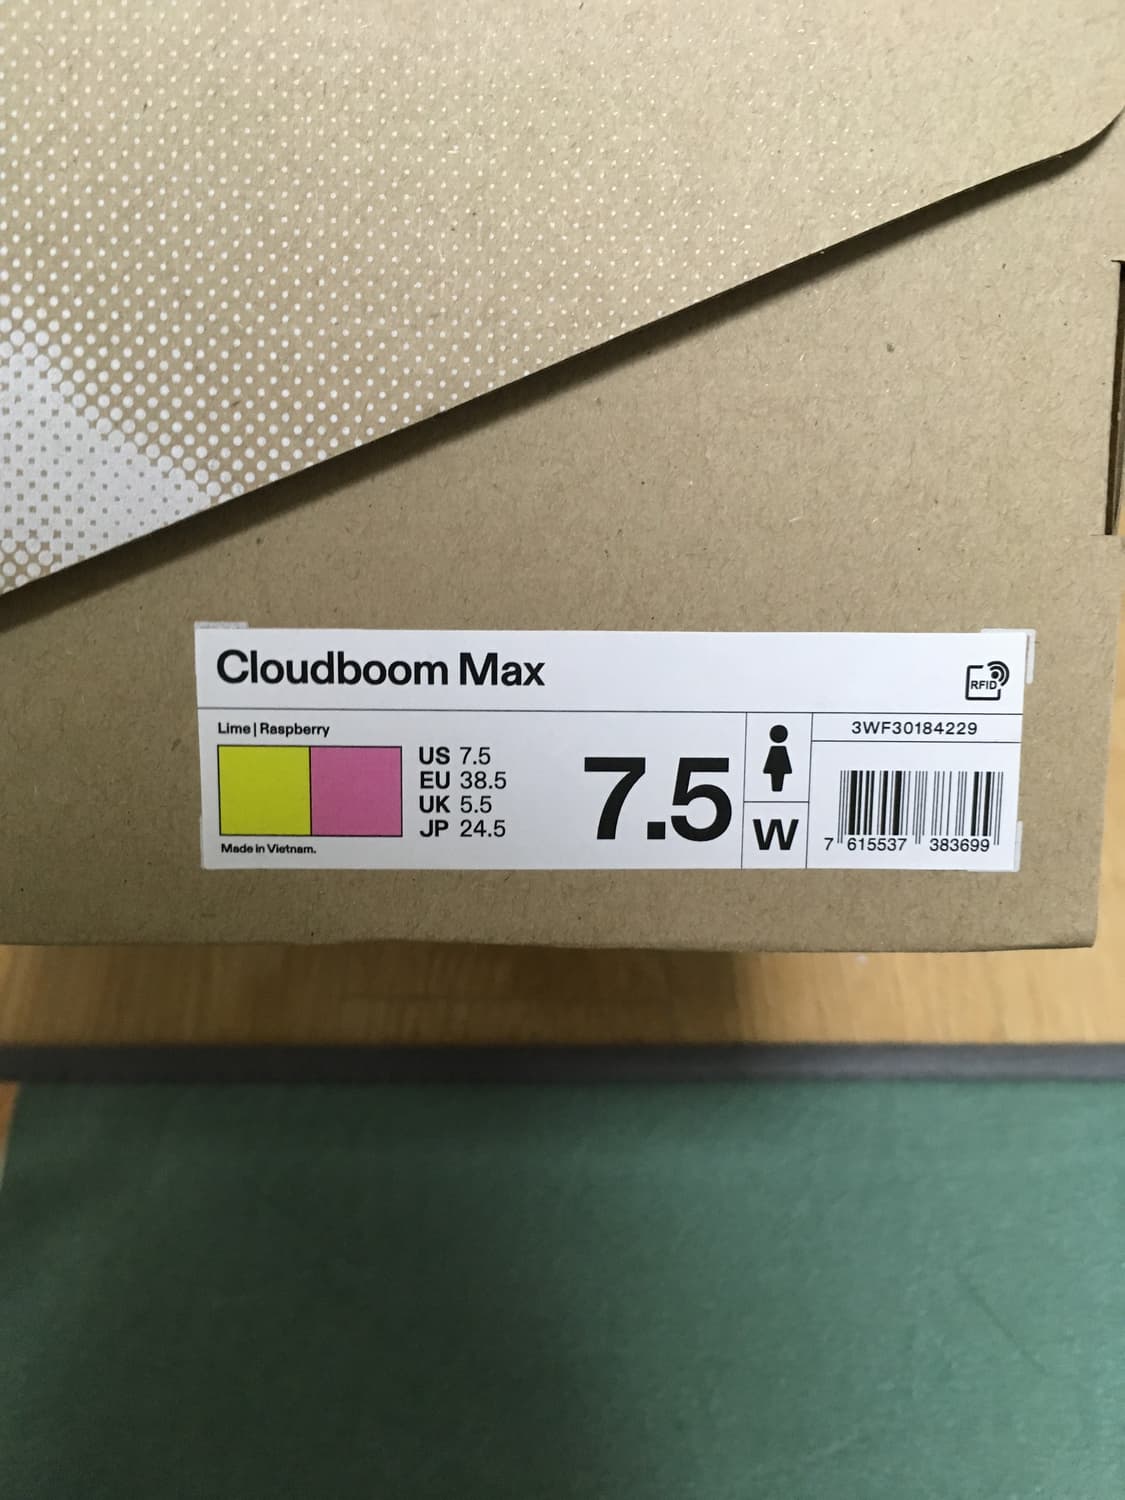 Cloudboom Max
RFID
Lime | Raspberry
US 7.5
EU 38.5
UK 5.5
JP 24.5
Made in Vietnam.
7.5
W
3WF30184229
7 615537 383699